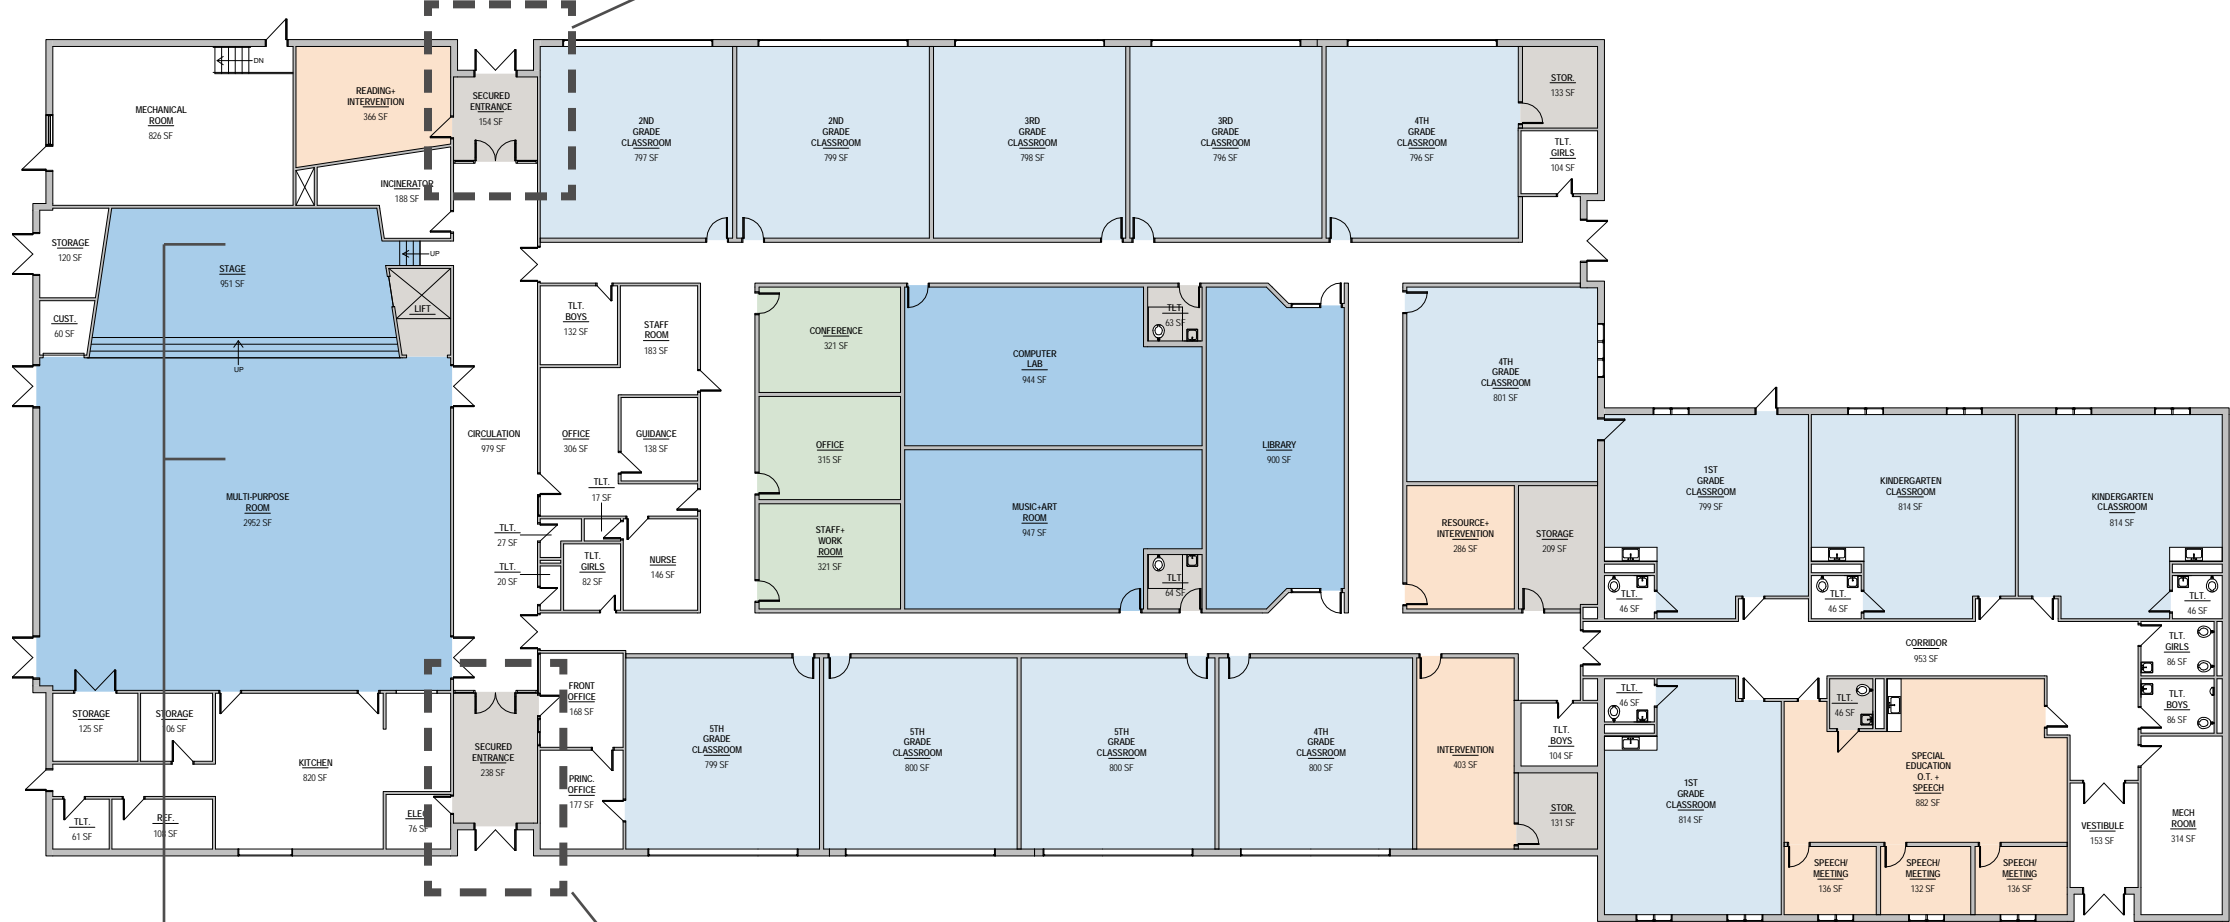 DN
MECHANICAL
ROOM
826 SF
READING+
INTERVENTION
366 SF
SECURED
ENTRANCE
154 SF
2ND
GRADE
CLASSROOM
797 SF
2ND
GRADE
CLASSROOM
799 SF
3RD
GRADE
CLASSROOM
798 SF
3RD
GRADE
CLASSROOM
796 SF
4TH
GRADE
CLASSROOM
796 SF
STOR.
133 SF
TLT.
GIRLS
104 SF
INCINERATOR
188 SF
STORAGE
120 SF
STAGE
951 SF
UP
LIFT
CUST.
60 SF
UP
TLT.
BOYS
132 SF
STAFF
ROOM
183 SF
CONFERENCE
321 SF
COMPUTER
LAB
944 SF
TLT.
63 SF
LIBRARY
900 SF
4TH
GRADE
CLASSROOM
801 SF
CIRCULATION
979 SF
OFFICE
306 SF
GUIDANCE
138 SF
OFFICE
315 SF
MULTI-PURPOSE
ROOM
2952 SF
TLT.
17 SF
TLT.
27 SF
TLT.
20 SF
TLT.
GIRLS
82 SF
NURSE
146 SF
STAFF+
WORK
ROOM
321 SF
MUSIC+ART
ROOM
947 SF
TLT.
64 SF
RESOURCE+
INTERVENTION
286 SF
STORAGE
209 SF
1ST
GRADE
CLASSROOM
799 SF
KINDERGARTEN
CLASSROOM
814 SF
KINDERGARTEN
CLASSROOM
814 SF
TLT.
46 SF
TLT.
46 SF
TLT.
46 SF
CORRIDOR
953 SF
TLT.
GIRLS
86 SF
TLT.
BOYS
86 SF
STORAGE
125 SF
STORAGE
106 SF
KITCHEN
820 SF
TLT.
61 SF
REF.
108 SF
ELEC
76 SF
SECURED
ENTRANCE
238 SF
FRONT
OFFICE
168 SF
PRINC.
OFFICE
177 SF
5TH
GRADE
CLASSROOM
799 SF
5TH
GRADE
CLASSROOM
800 SF
5TH
GRADE
CLASSROOM
800 SF
4TH
GRADE
CLASSROOM
800 SF
INTERVENTION
403 SF
TLT.
BOYS
104 SF
STOR.
131 SF
TLT.
46 SF
1ST
GRADE
CLASSROOM
814 SF
TLT.
46 SF
SPECIAL
EDUCATION
O.T. +
SPEECH
882 SF
SPEECH/
MEETING
136 SF
SPEECH/
MEETING
132 SF
SPEECH/
MEETING
136 SF
VESTIBULE
153 SF
MECH
ROOM
314 SF